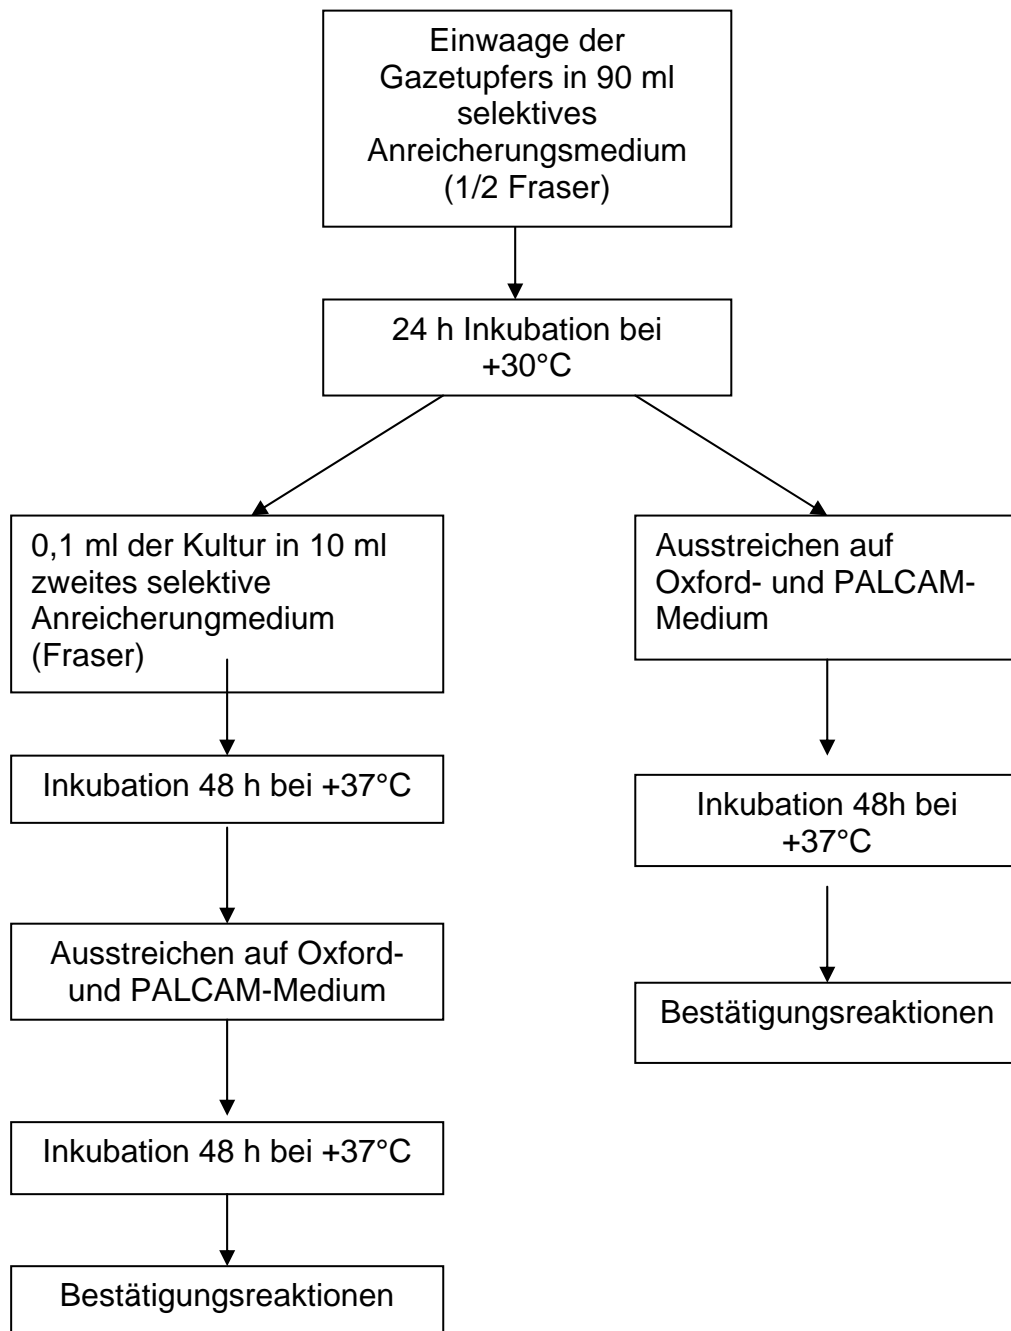 Einwaage der
Gazetupfers in 90 ml
selektives
Anreicherungsmedium
(1/2 Fraser)
24 h Inkubation bei
+30°C
0,1 ml der Kultur in 10 ml
zweites selektive
Anreicherungmedium
(Fraser)
Inkubation 48 h bei +37°C
Ausstreichen auf Oxford-
und PALCAM-Medium
Inkubation 48 h bei +37°C
Bestätigungsreaktionen
Ausstreichen auf
Oxford- und PALCAM-
Medium
Inkubation 48h bei
+37°C
Bestätigungsreaktionen